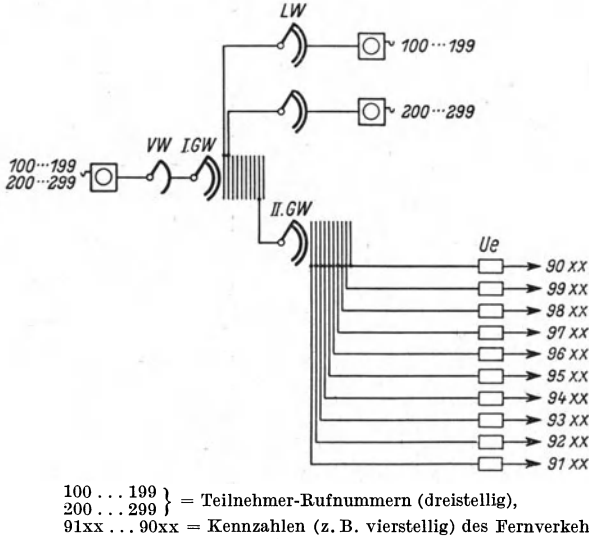 LW
100···199
200···299
VW I.GW
100···199
200···299
II.GW
Ue
90 XX
99 XX
98 XX
97 XX
96 XX
95 XX
94 XX
93 XX
92 XX
91 XX
100 . . . 199
200 . . . 299 } = Teilnehmer-Rufnummern (dreistellig),
91xx . . . 90xx = Kennzahlen (z. B. vierstellig) des Fernverkeh